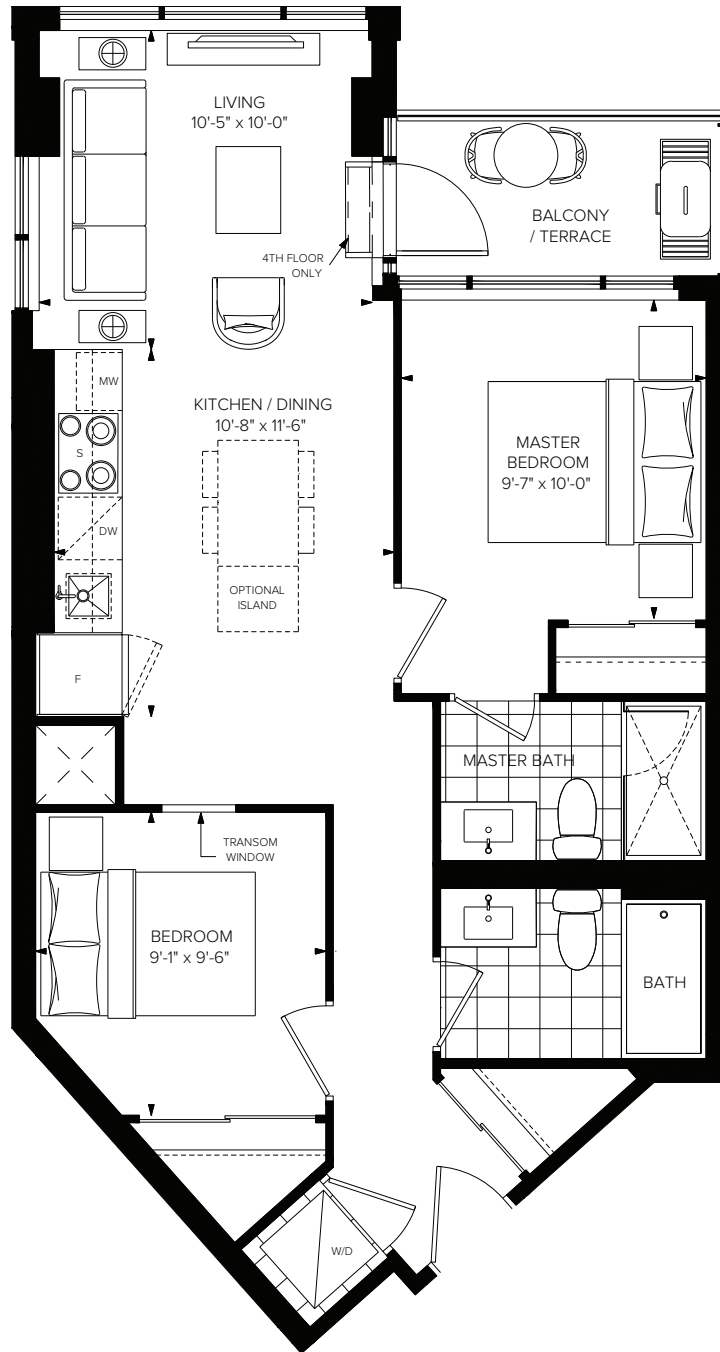 LIVING
10'-5" x 10'-0"
BALCONY
/ TERRACE
4TH FLOOR
ONLY
MW
KITCHEN / DINING
10'-8" x 11'-6"
S
MASTER
BEDROOM
9'-7" x 10'-0"
DW
OPTIONAL
ISLAND
F
MASTER BATH
TRANSOM
WINDOW
BEDROOM
9'-1" x 9'-6"
BATH
W/D